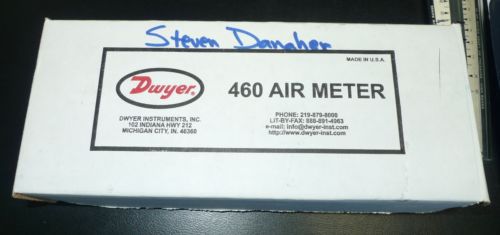 Steven Danaher
MADE IN U.S.A.
Dwyer
460 AIR METER
DWYER INSTRUMENTS, INC.
102 INDIANA HWY 212
MICHIGAN CITY, IN. 46360
PHONE: 219-879-8000
LIT-BY-FAX: 888-891-4963
e-mail: info@dwyer-inst.com
http://www.dwyer-inst.com